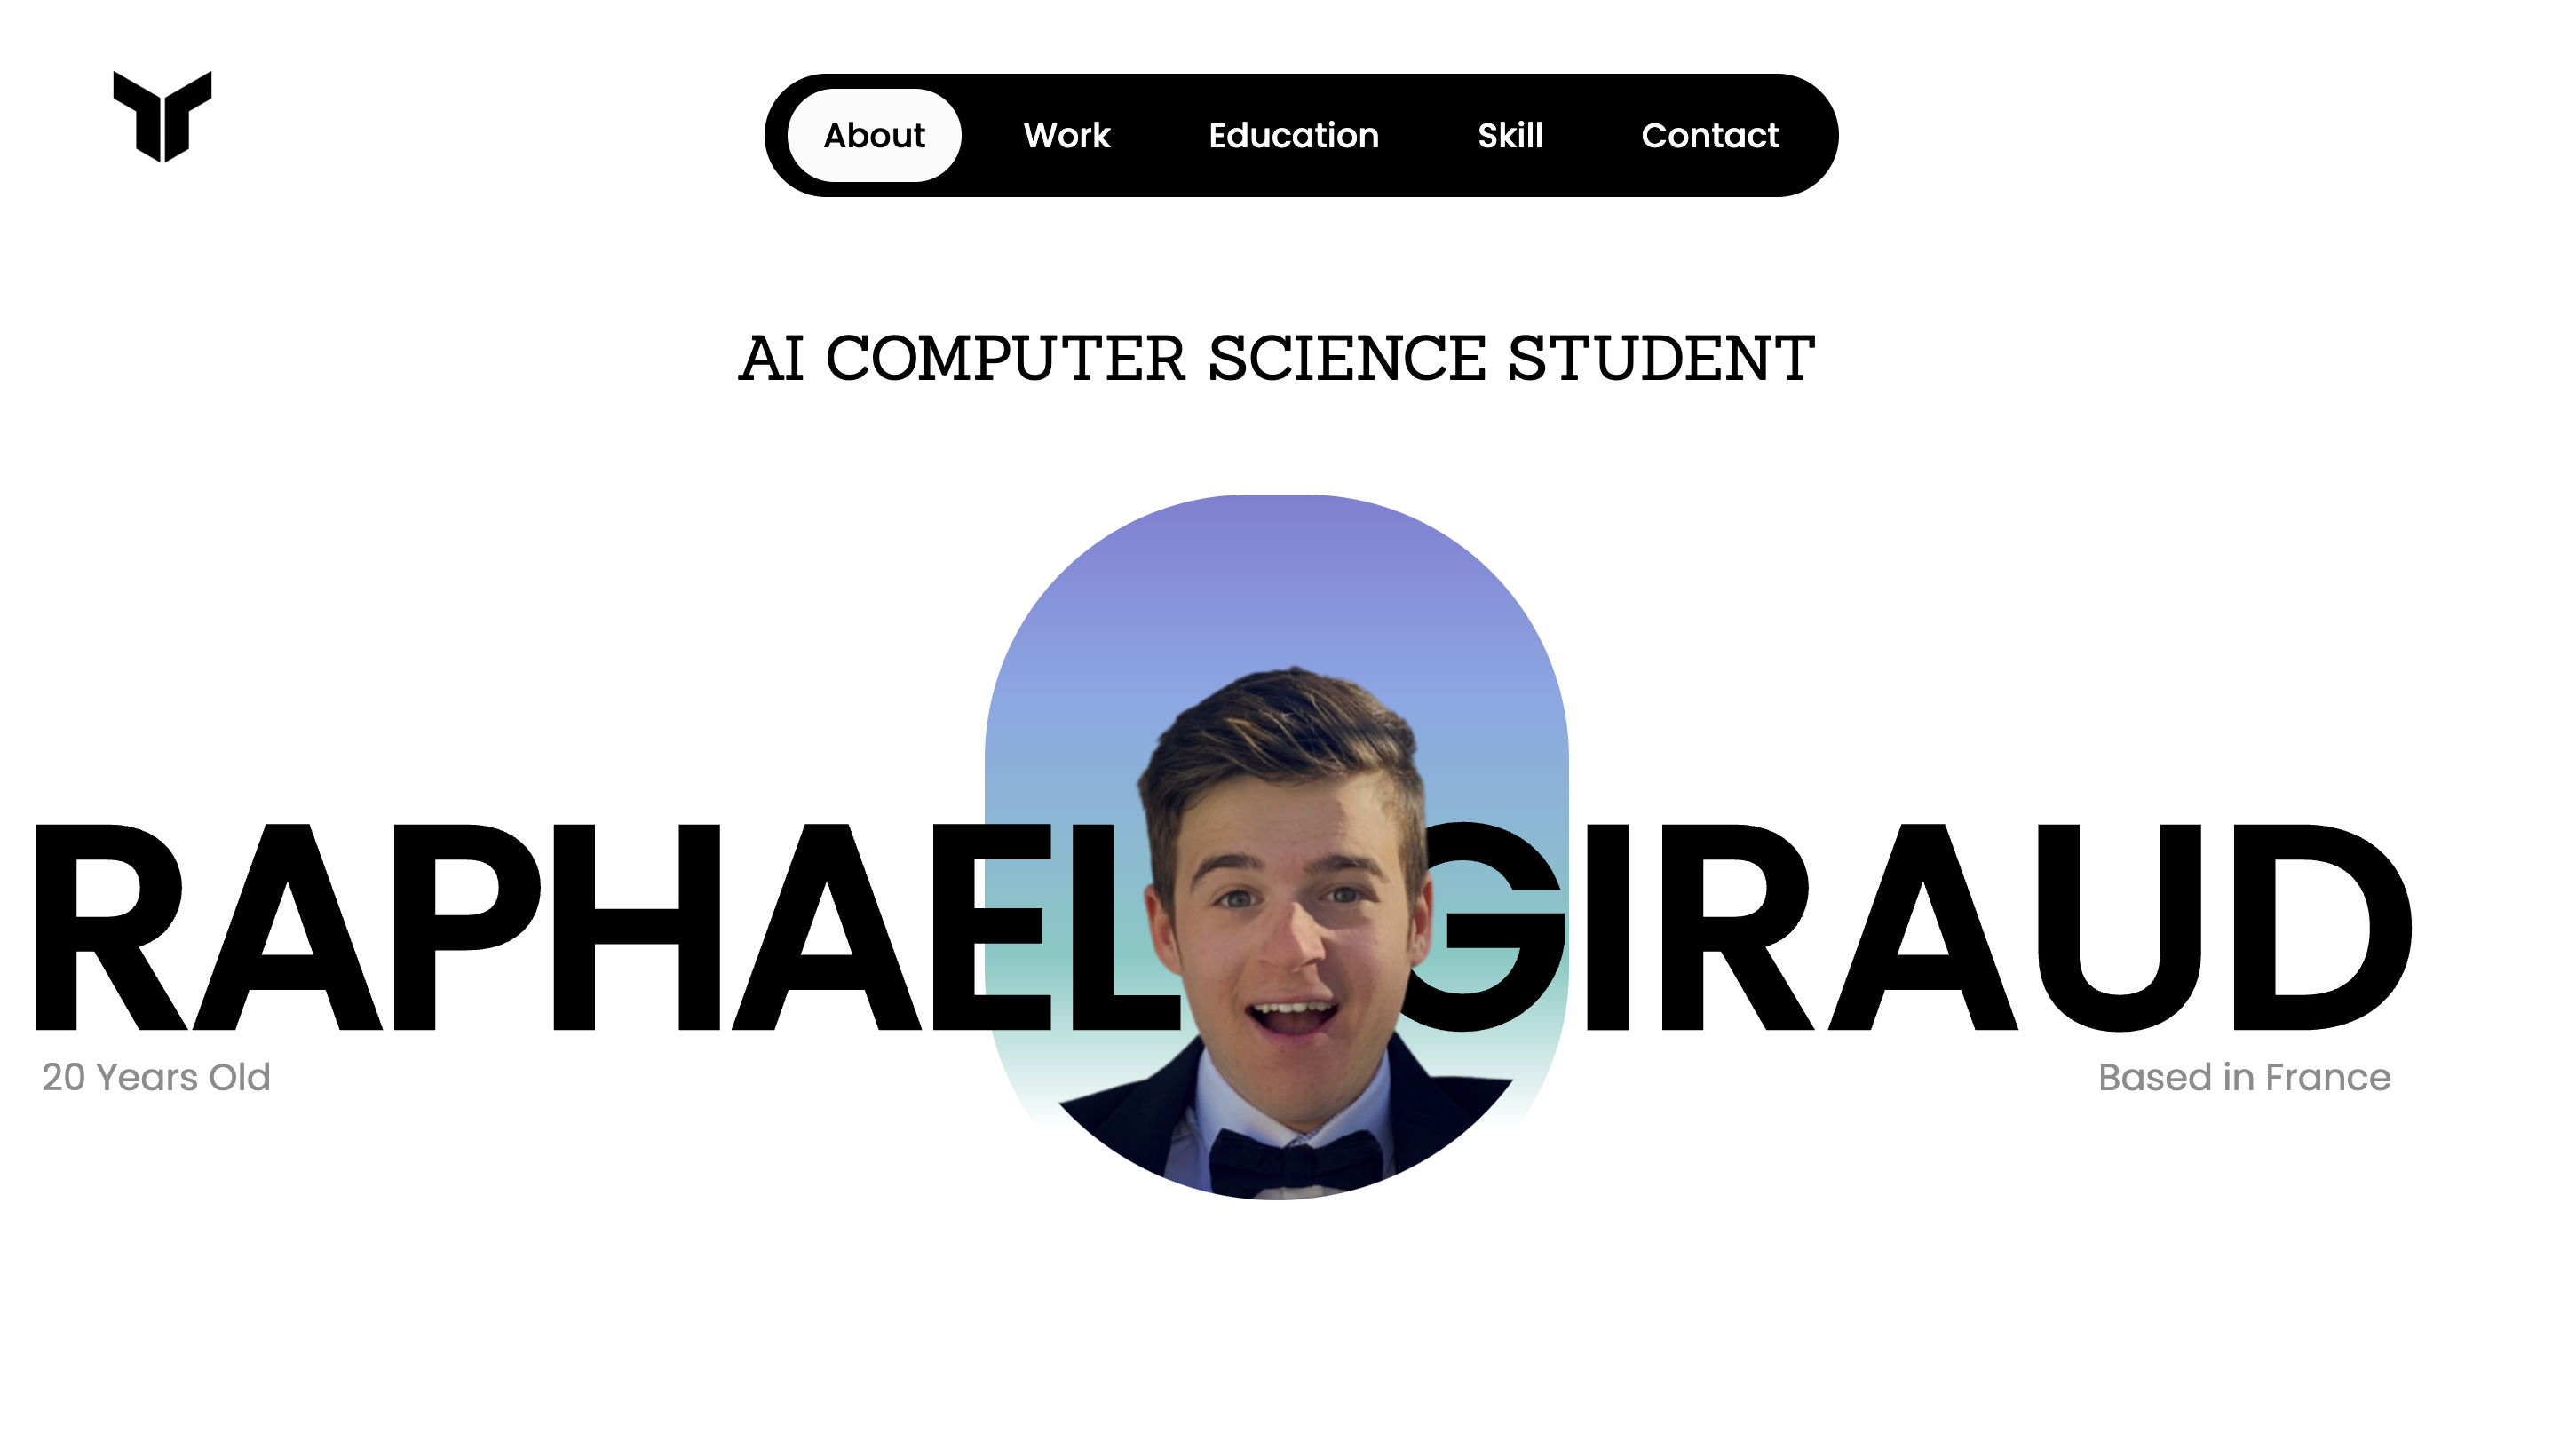 About Work Education Skill Contact
AI COMPUTER SCIENCE STUDENT
RAPHAEL GIRAUD
20 Years Old Based in France